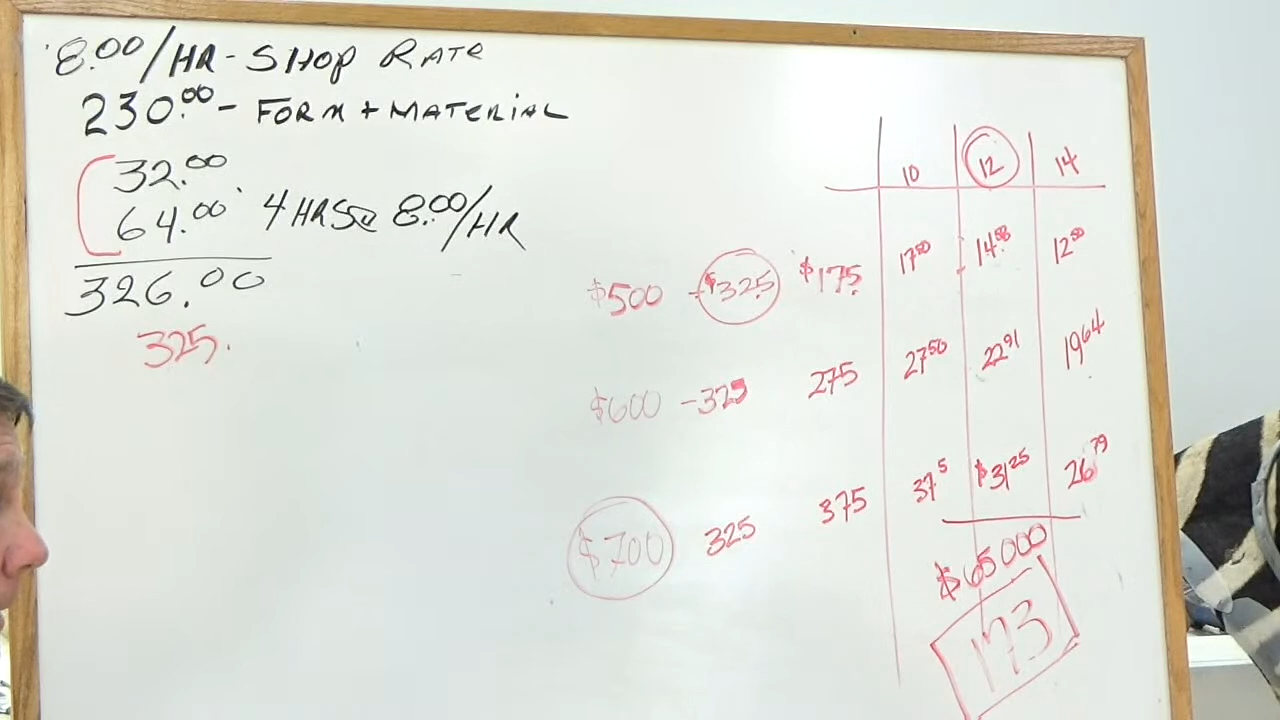 8.00/HR - SHOP RATE
230.00 - FORM + MATERIAL
32.00
64.00 4 HRS @ 8.00/HR
326.00
325.
10 12 14
$500 -$325 $175 17 50 14 58 12 50
$600 -325 275 27 50 22 91 19 64
$700 325 375 37.5 $31 25 26 79
$65000
173